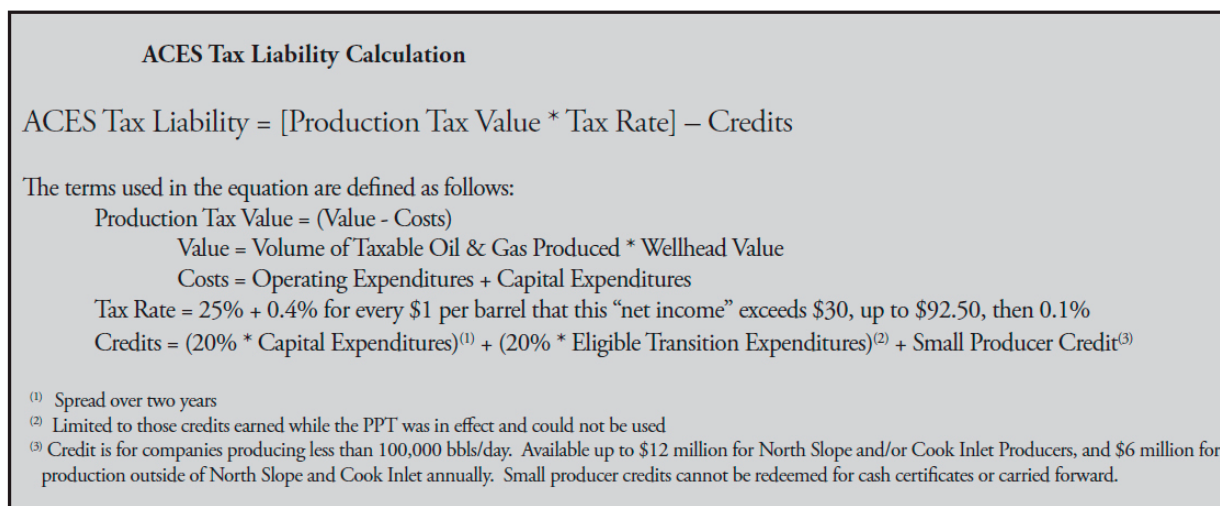 ACES Tax Liability Calculation
ACES Tax Liability = [Production Tax Value * Tax Rate] – Credits
The terms used in the equation are defined as follows:
Production Tax Value = (Value - Costs)
Value = Volume of Taxable Oil & Gas Produced * Wellhead Value
Costs = Operating Expenditures + Capital Expenditures
Tax Rate = 25% + 0.4% for every $1 per barrel that this “net income” exceeds $30, up to $92.50, then 0.1%
Credits = (20% * Capital Expenditures)(1) + (20% * Eligible Transition Expenditures)(2) + Small Producer Credit(3)
(1) Spread over two years
(2) Limited to those credits earned while the PPT was in effect and could not be used
(3) Credit is for companies producing less than 100,000 bbls/day. Available up to $12 million for North Slope and/or Cook Inlet Producers, and $6 million for
production outside of North Slope and Cook Inlet annually. Small producer credits cannot be redeemed for cash certificates or carried forward.